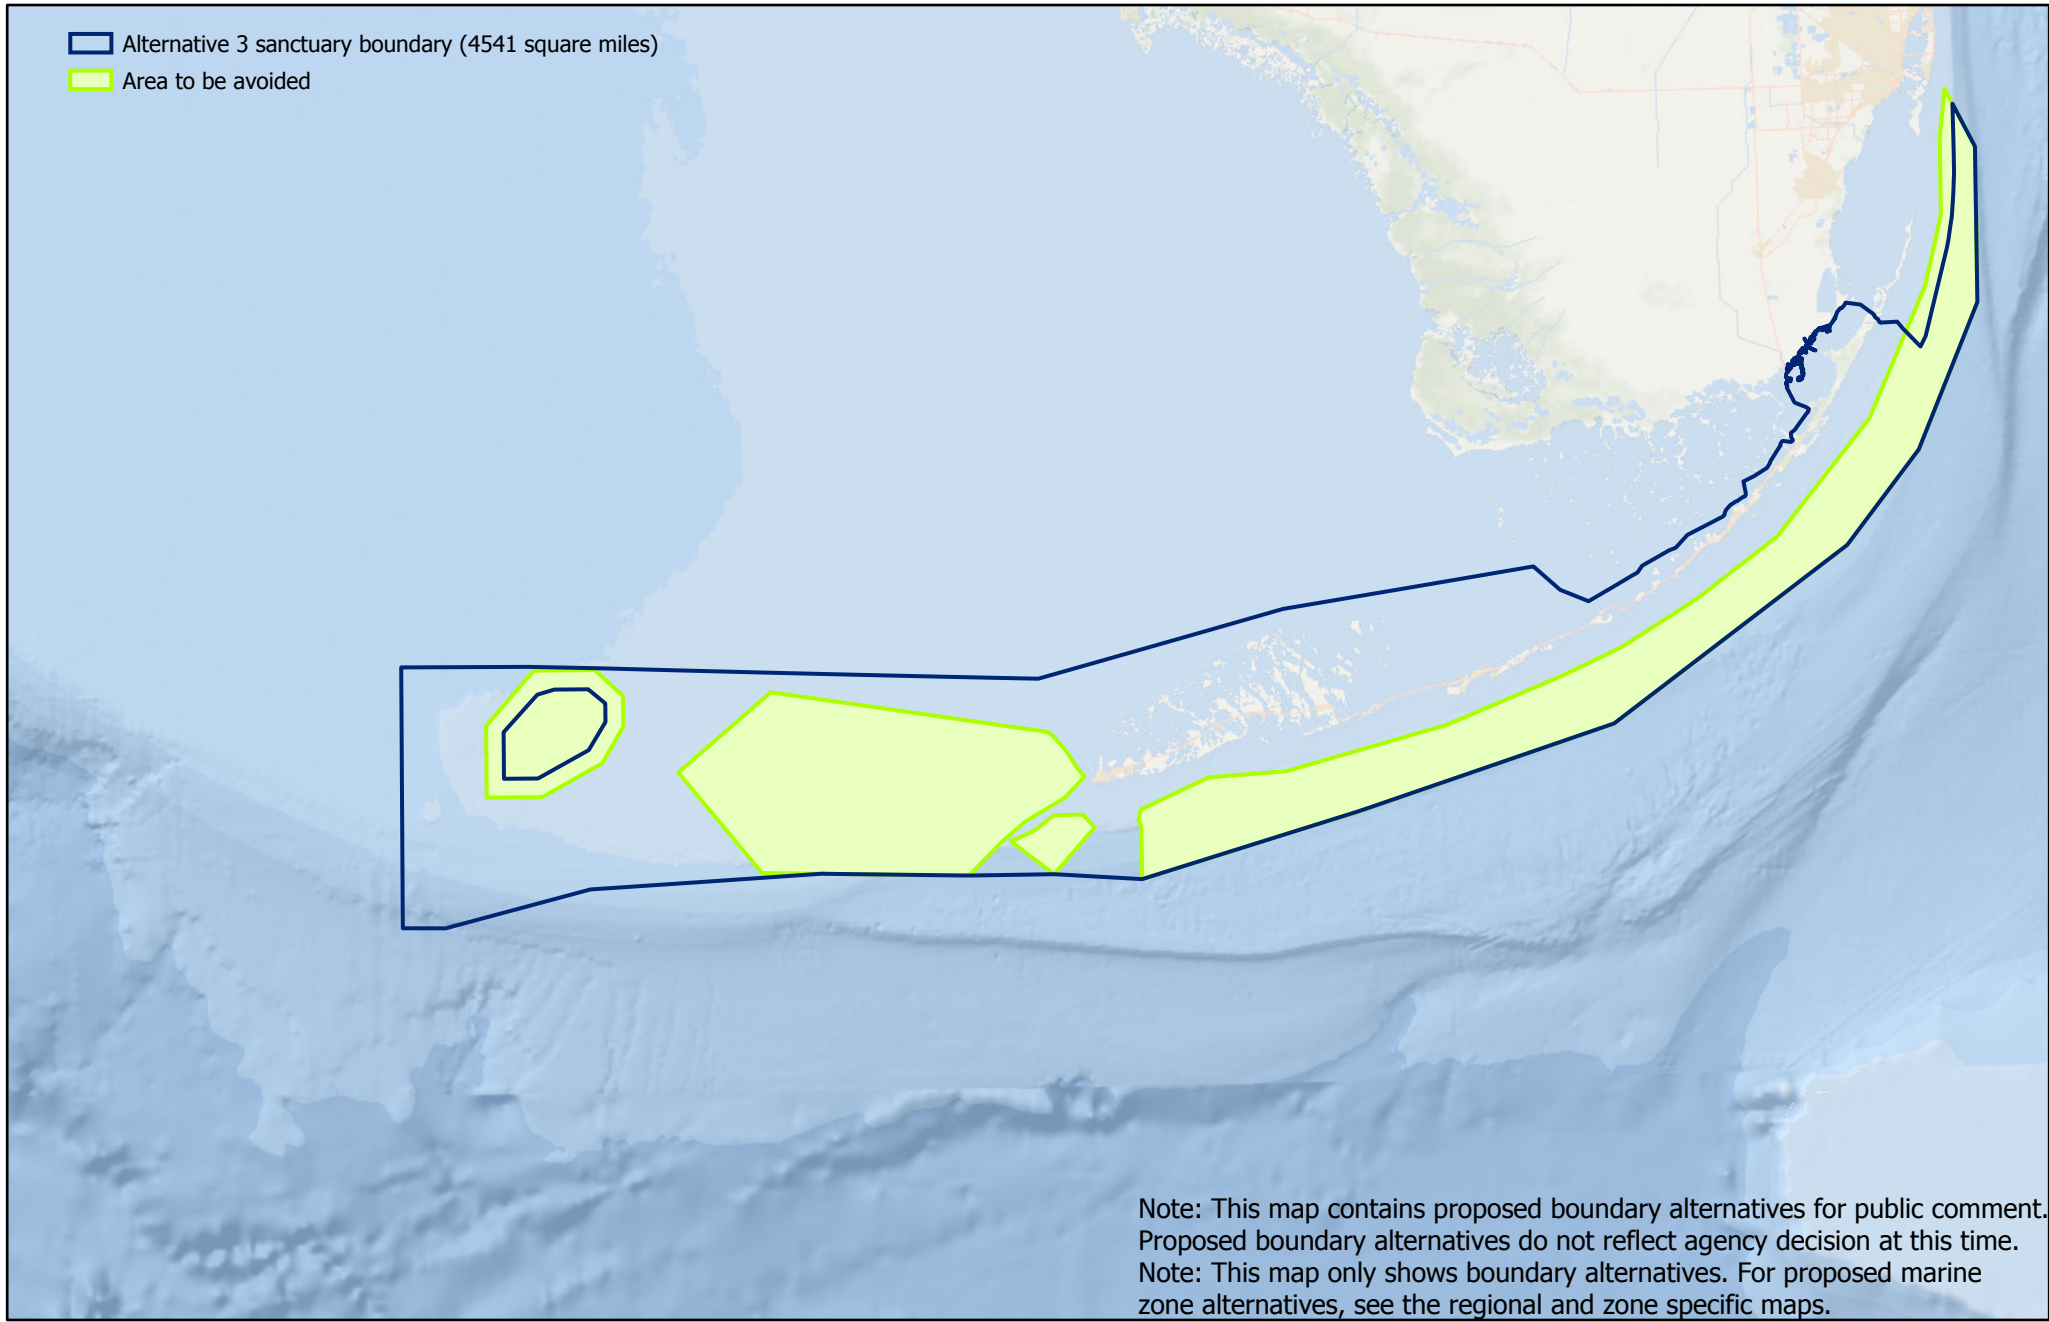 Alternative 3 sanctuary boundary (4541 square miles)
Area to be avoided
Note: This map contains proposed boundary alternatives for public comment.
Proposed boundary alternatives do not reflect agency decision at this time.
Note: This map only shows boundary alternatives. For proposed marine
zone alternatives, see the regional and zone specific maps.